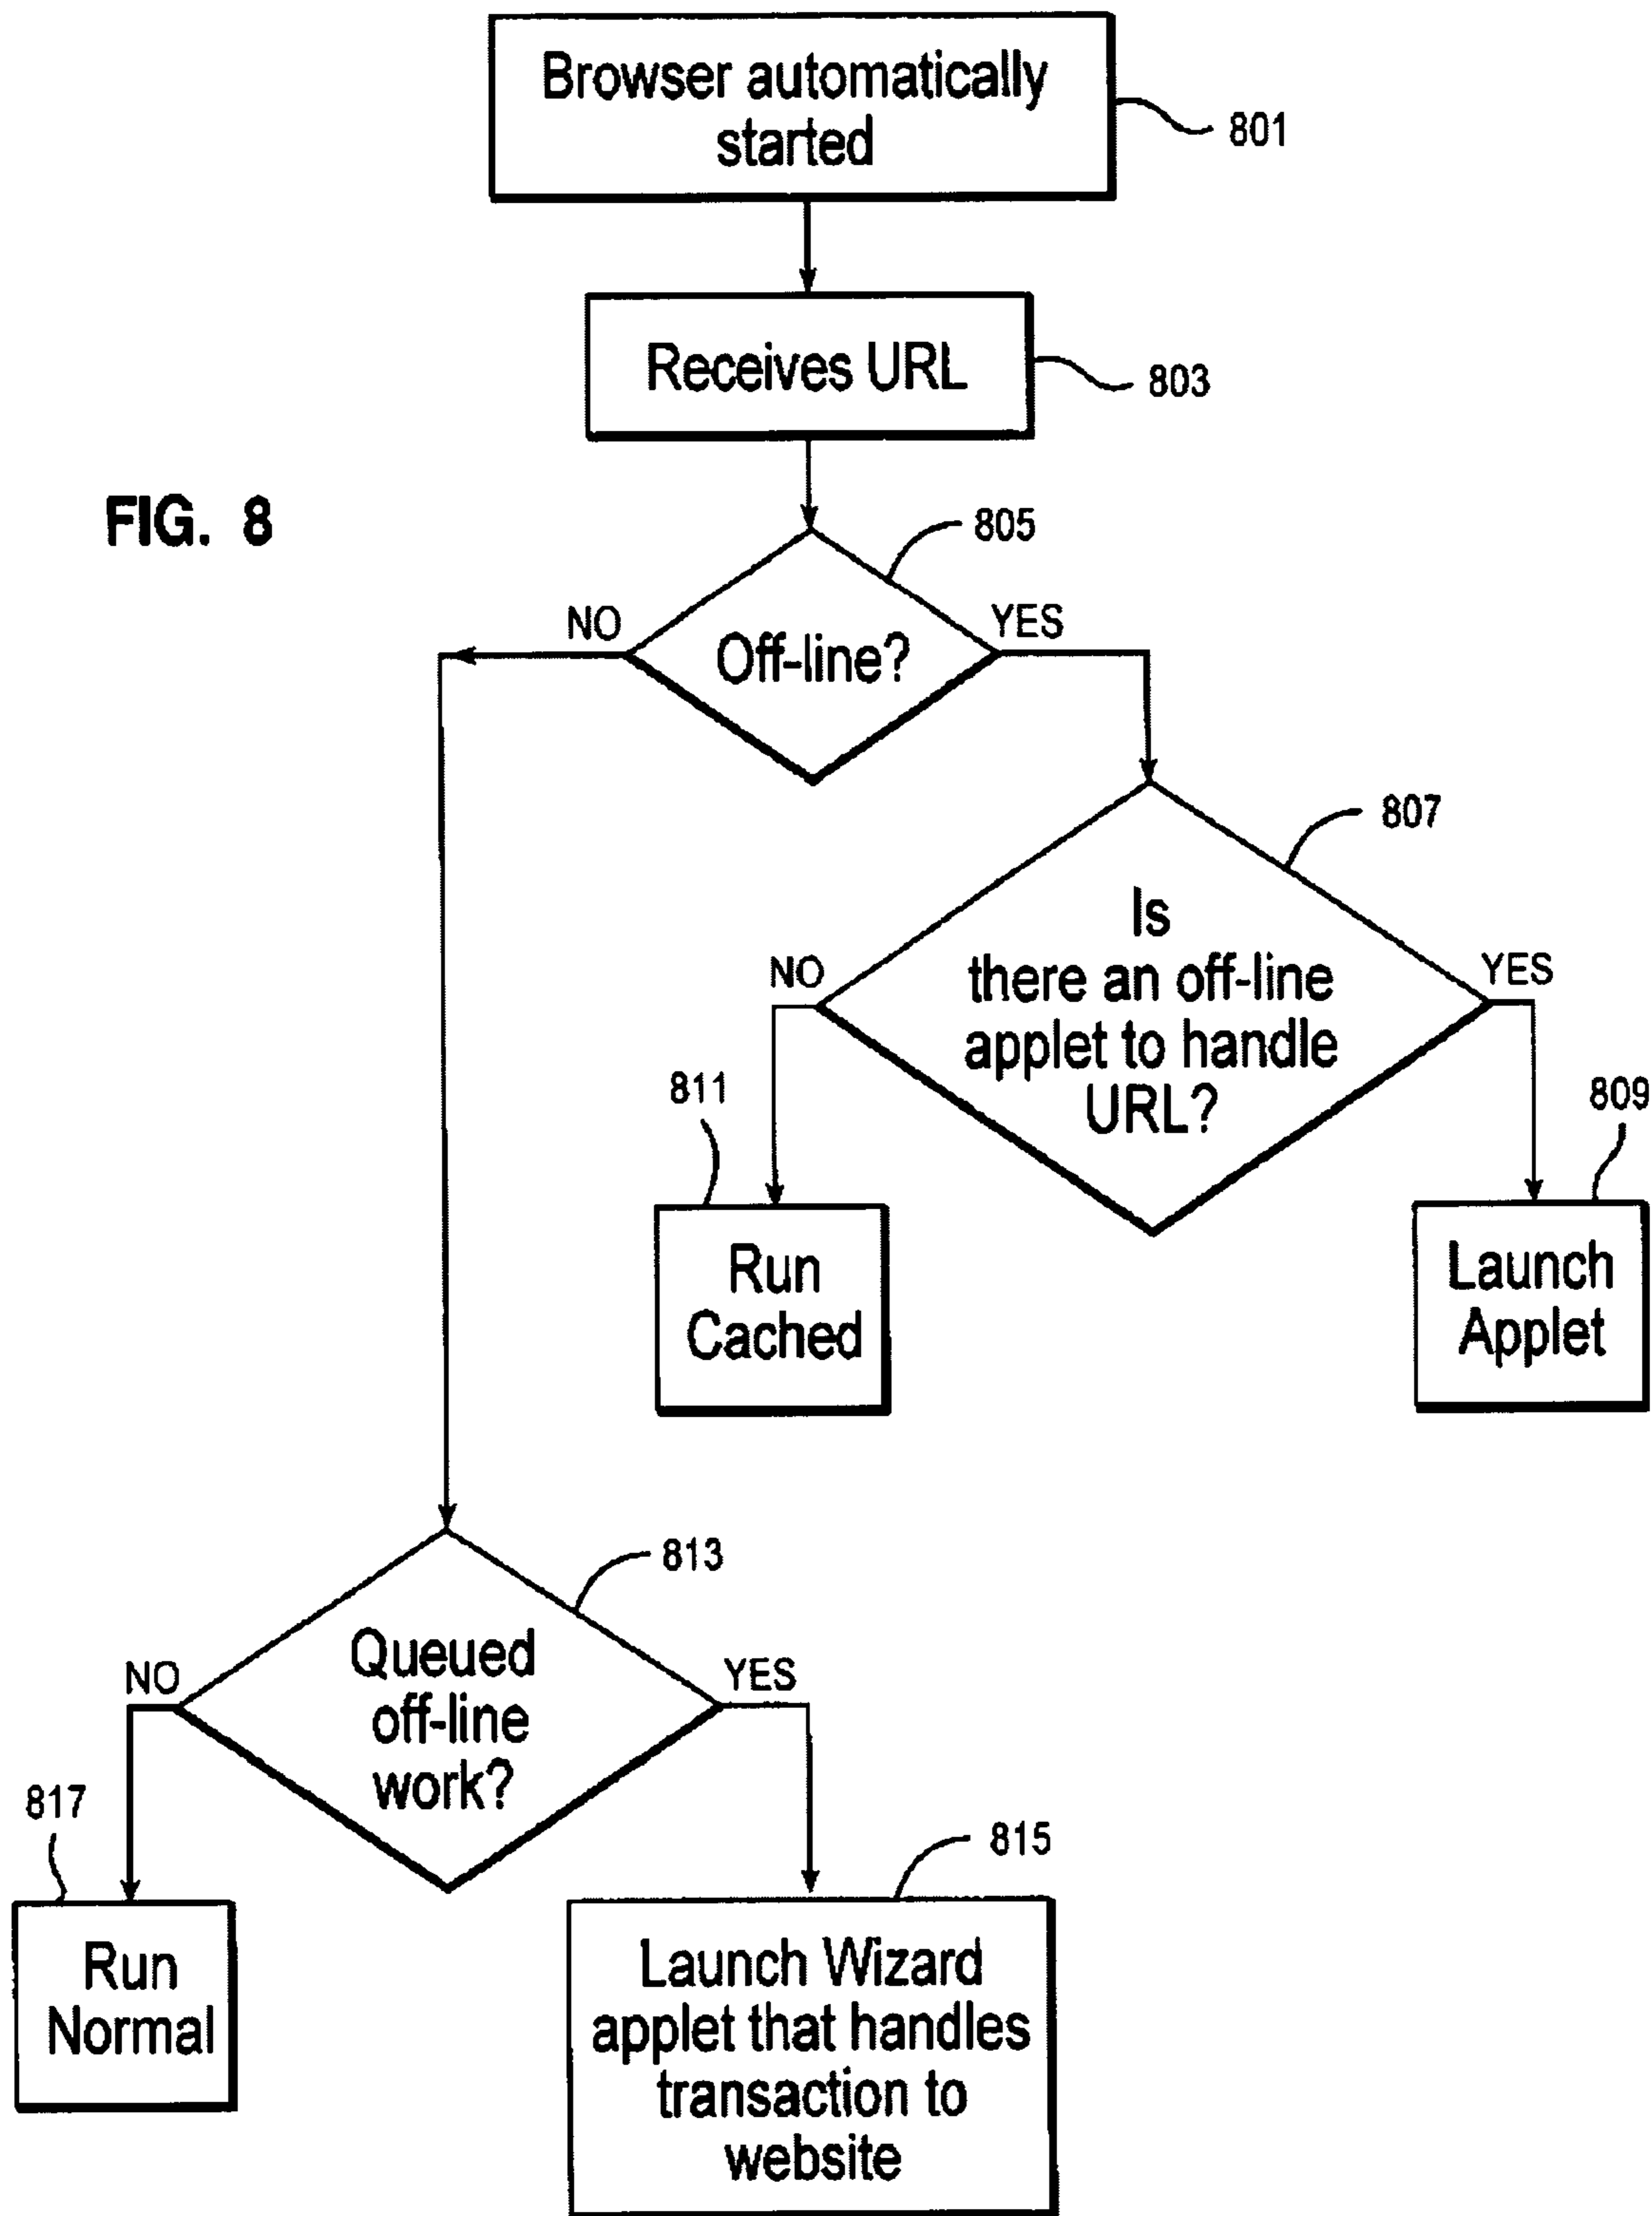 Browser automatically
started
801
Receives URL
803
FIG. 8
805
NO
YES
Off-line?
807
Is
there an off-line
applet to handle
URL?
NO
YES
811
809
Run
Cached
Launch
Applet
813
Queued
off-line
work?
NO
YES
817
815
Run
Normal
Launch Wizard
applet that handles
transaction to
website